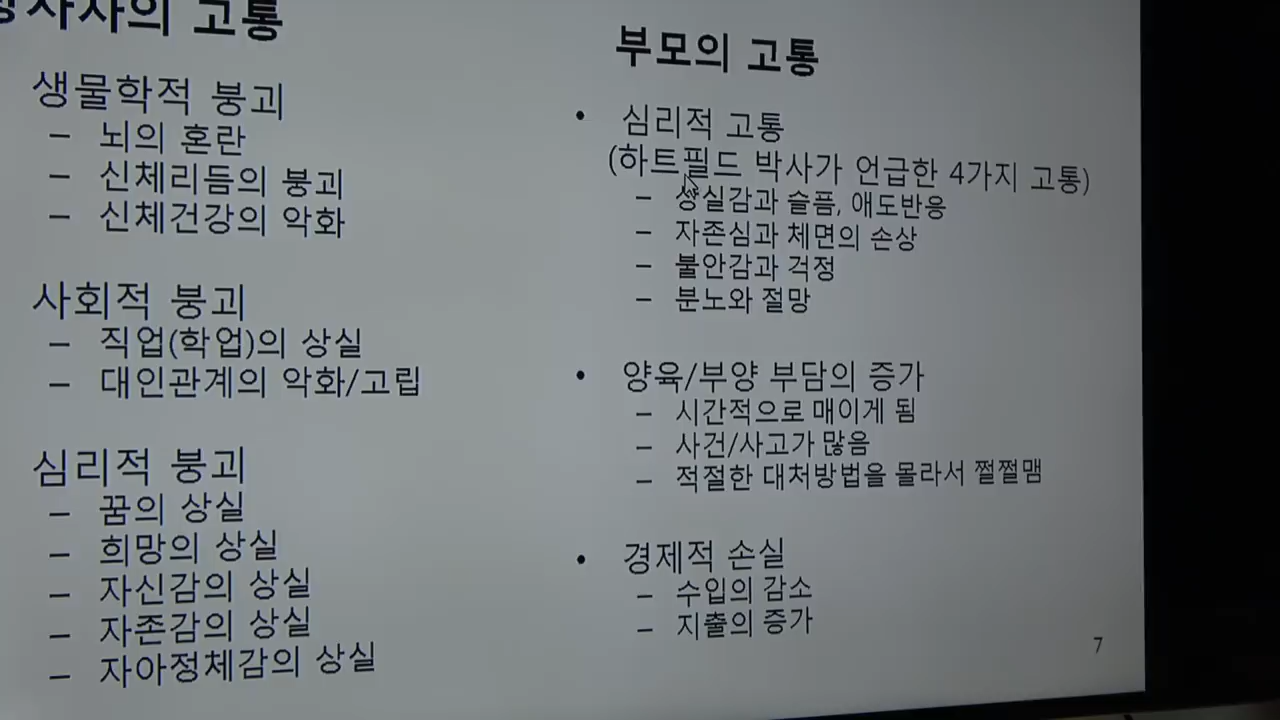 고통
생물학적 붕괴
– 뇌의 혼란
– 신체리듬의 붕괴
– 신체건강의 악화
사회적 붕괴
– 직업(학업)의 상실
– 대인관계의 악화/고립
심리적 붕괴
– 꿈의 상실
– 희망의 상실
– 자신감의 상실
– 자존감의 상실
– 자아정체감의 상실
부모의 고통
• 심리적 고통
(하트필드 박사가 언급한 4가지 고통)
– 상실감과 슬픔, 애도반응
– 자존심과 체면의 손상
– 불안감과 걱정
– 분노와 절망
• 양육/부양 부담의 증가
– 시간적으로 매이게 됨
– 사건/사고가 많음
– 적절한 대처방법을 몰라서 쩔쩔맴
• 경제적 손실
– 수입의 감소
– 지출의 증가
7